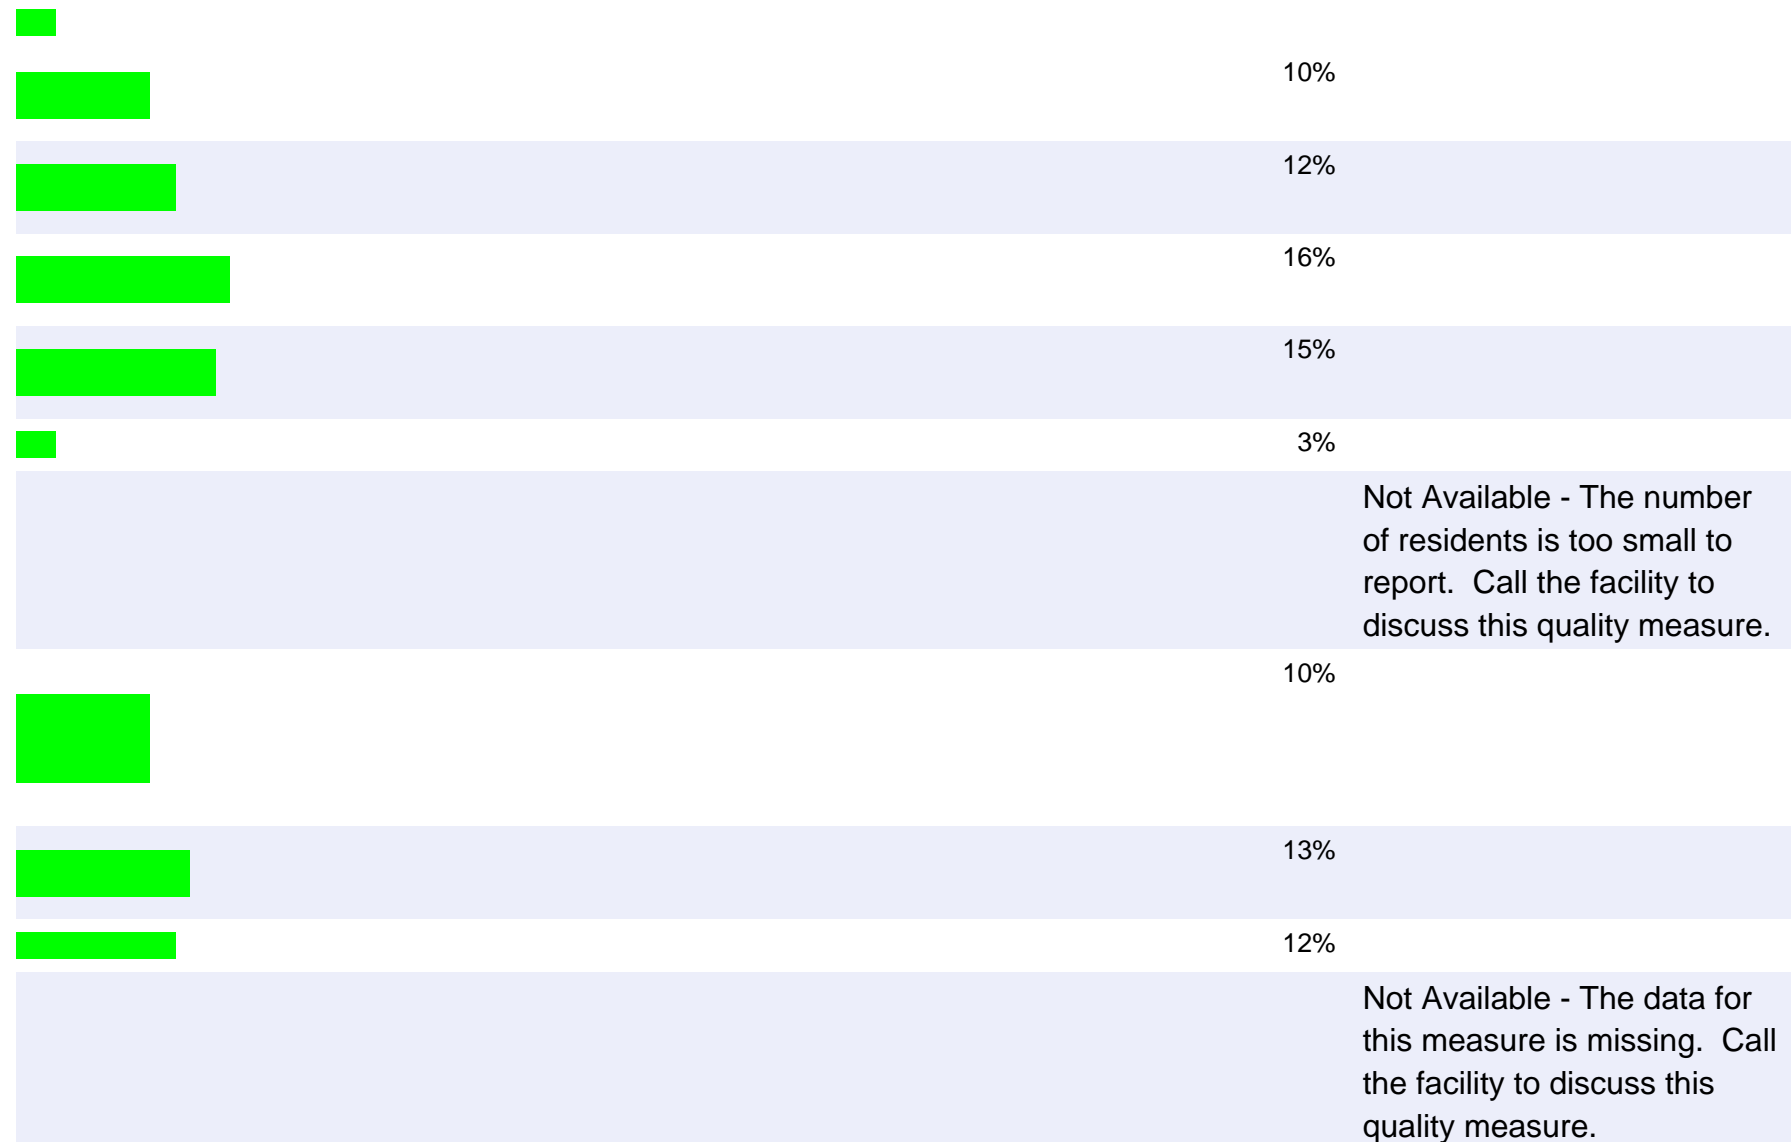 10%
12%
16%
15%
3%
Not Available - The number
of residents is too small to
report.  Call the facility to
discuss this quality measure.
10%
13%
12%
Not Available - The data for
this measure is missing.  Call
the facility to discuss this
quality measure.